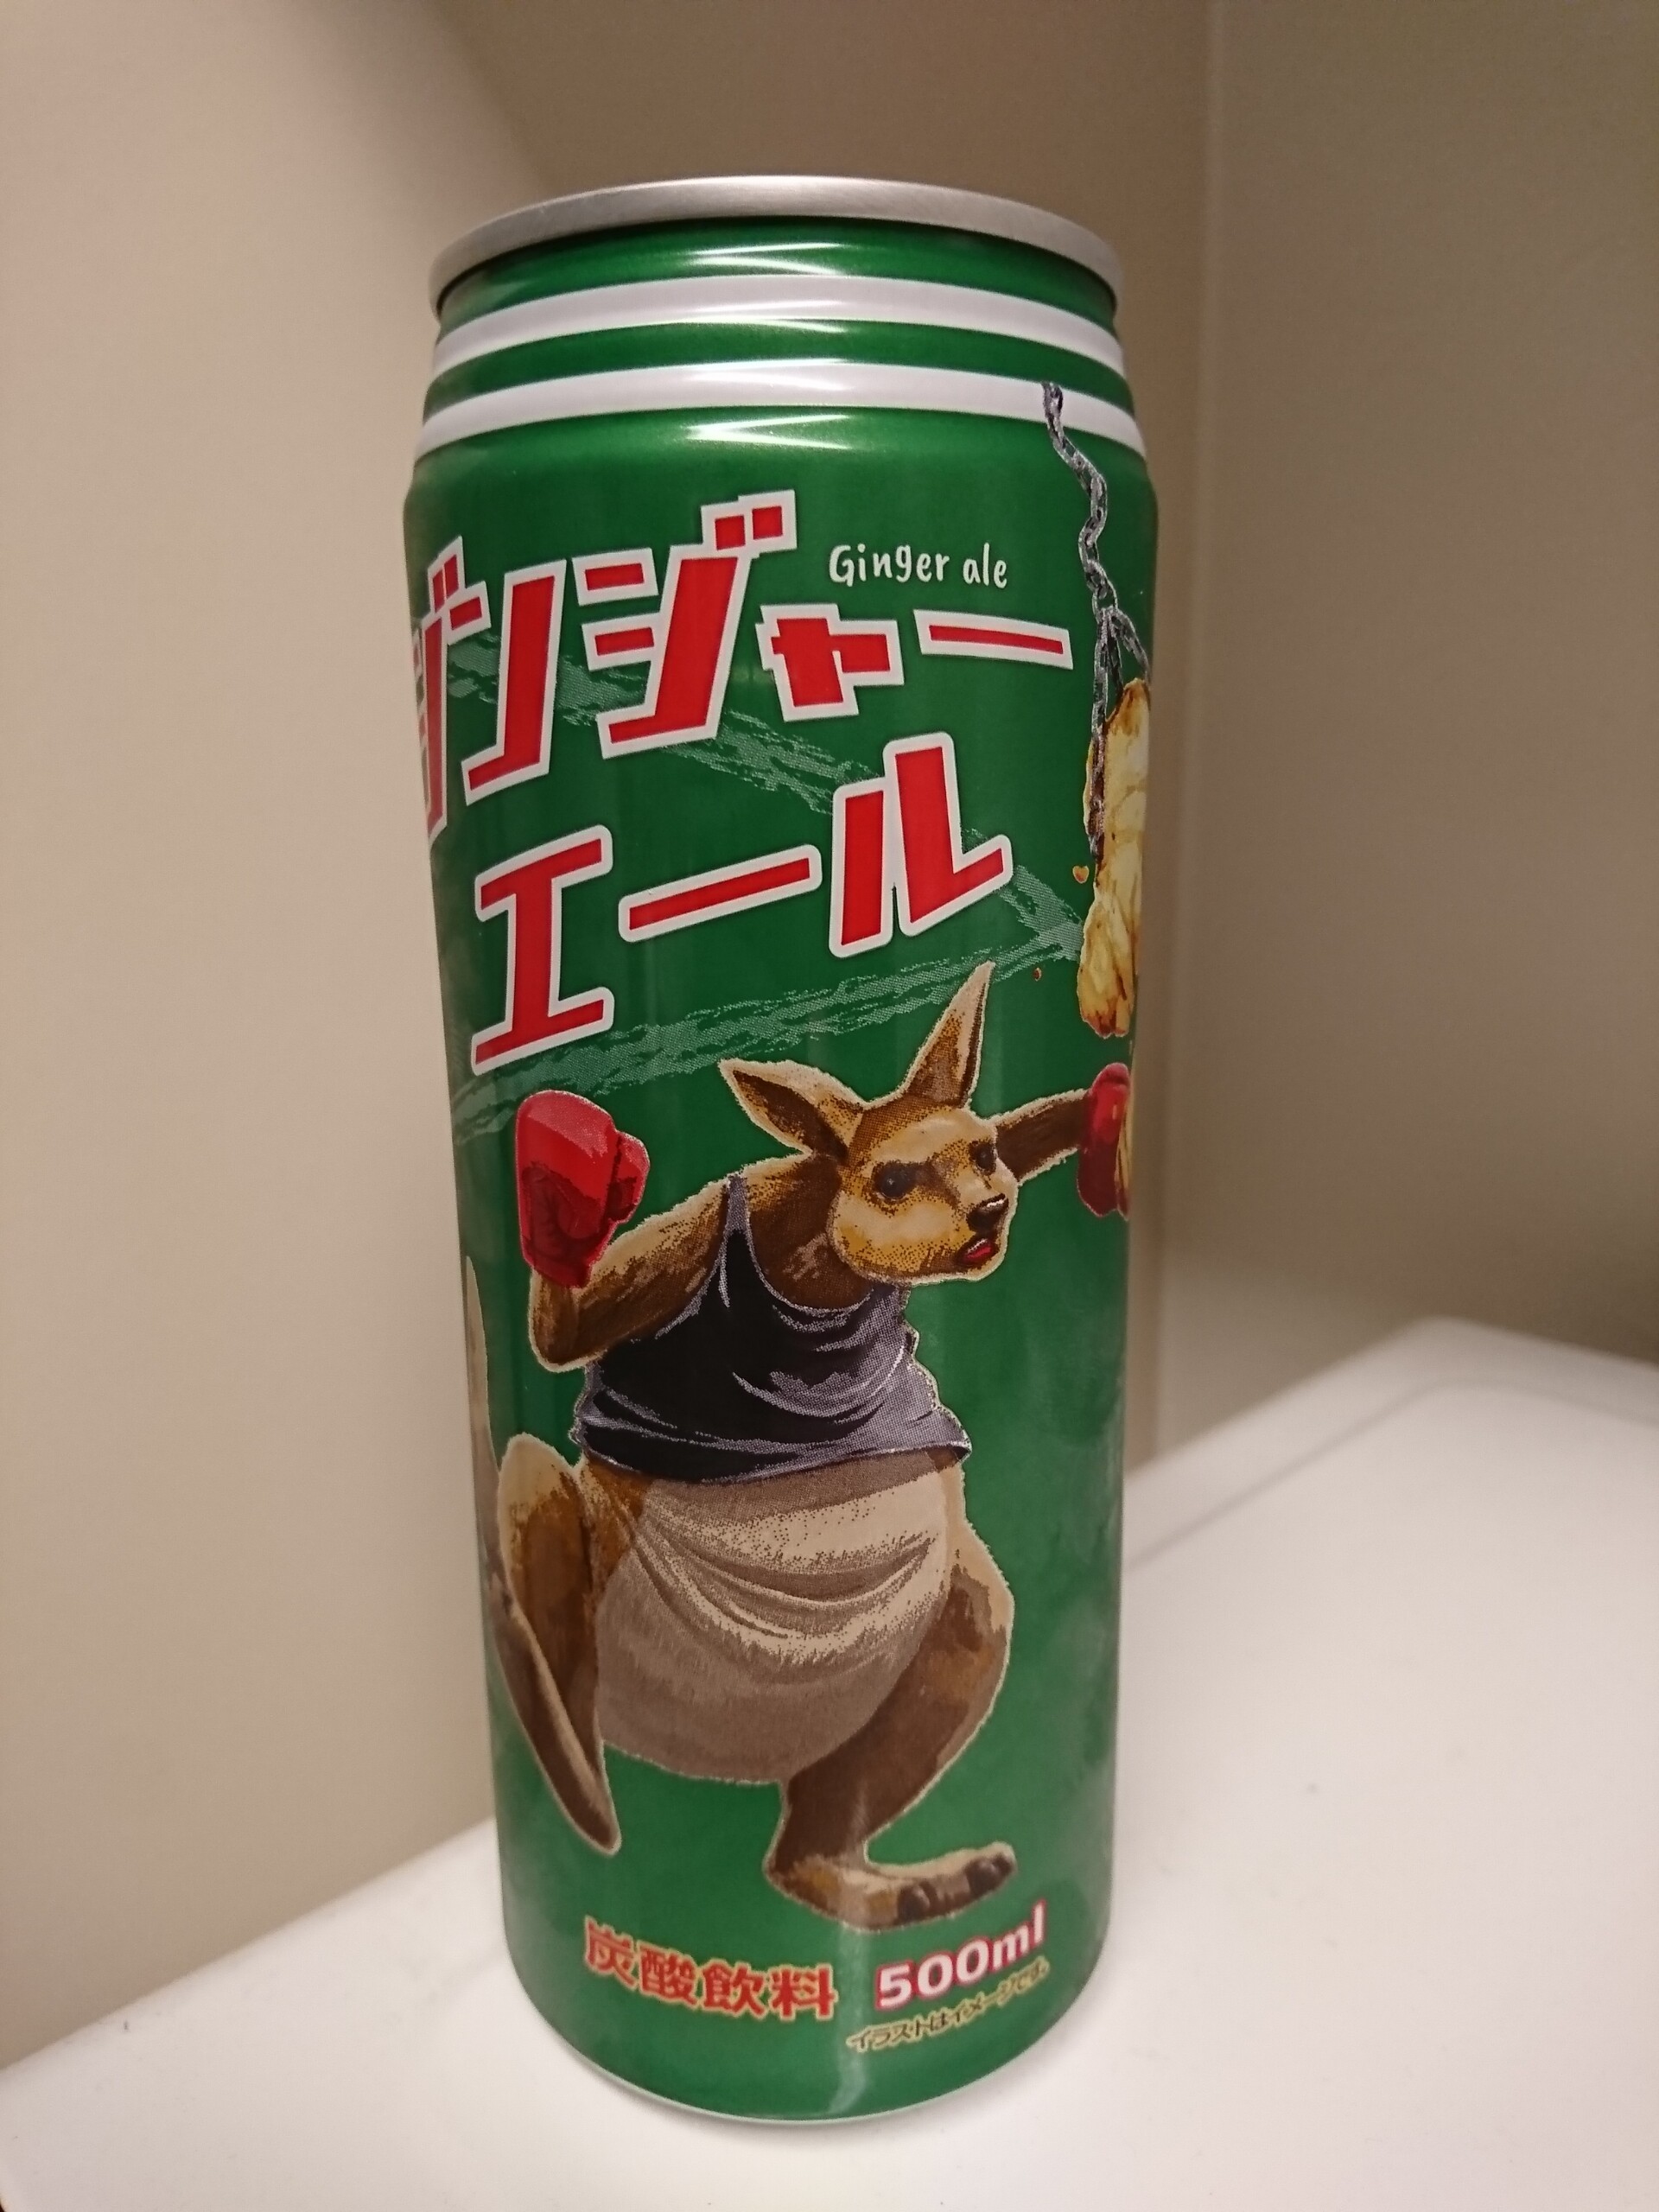 Ginger ale
ジンジャー
エール
炭酸飲料
500ml
イラストはイメージです。